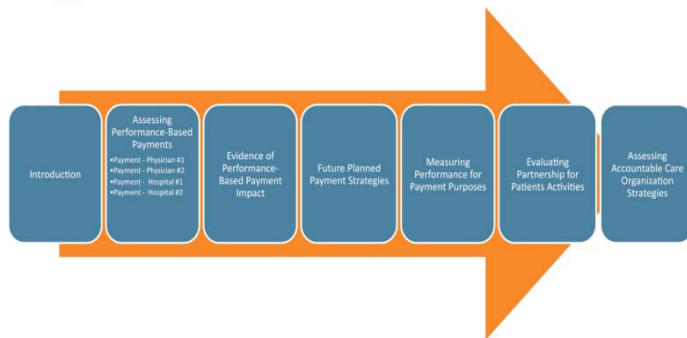 Introduction
Assessing
Performance-Based
Payments
•Payment - Physician #1
•Payment - Physician #2
•Payment - Hospital #1
•Payment - Hospital #2
Evidence of
Performance-
Based Payment
Impact
Future Planned
Payment Strategies
Measuring
Performance for
Payment Purposes
Evaluating
Partnership for
Patients Activities
Assessing
Accountable Care
Organization
Strategies